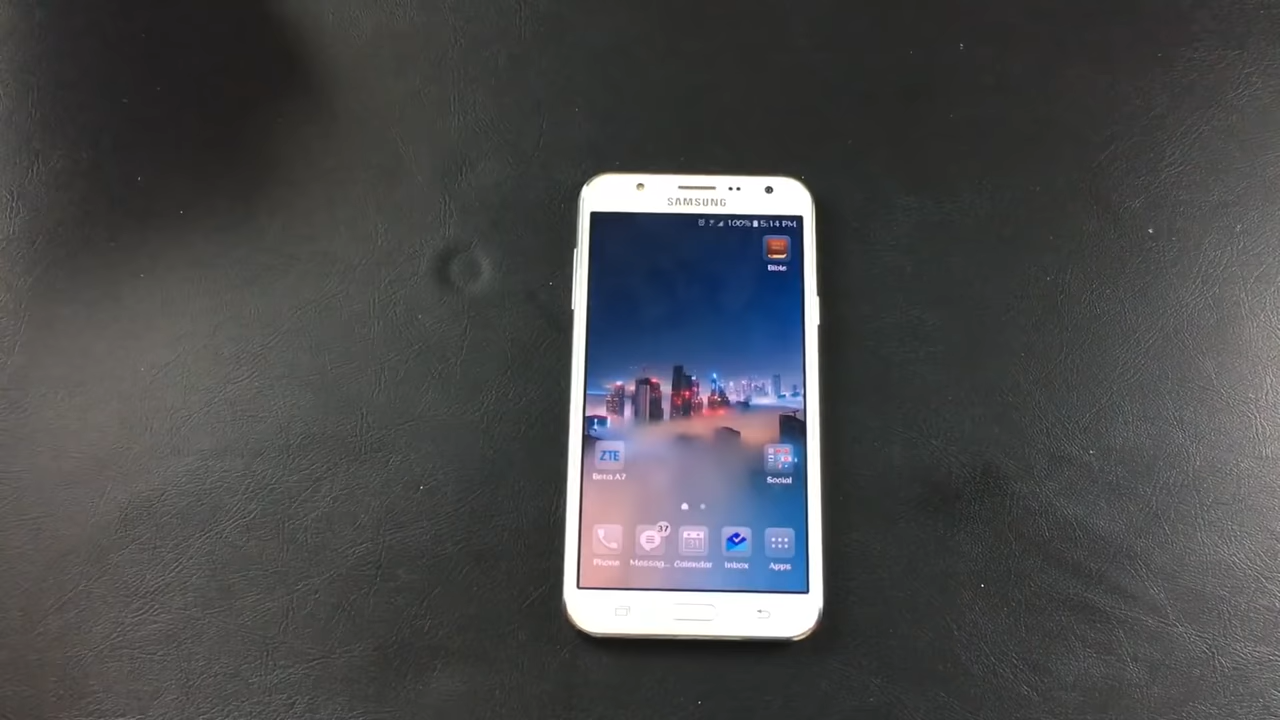 SAMSUNG
100% 5:14 PM
Bible
ZTE
Beta A7
Social
37
31
Phone Messag... Calendar Inbox Apps